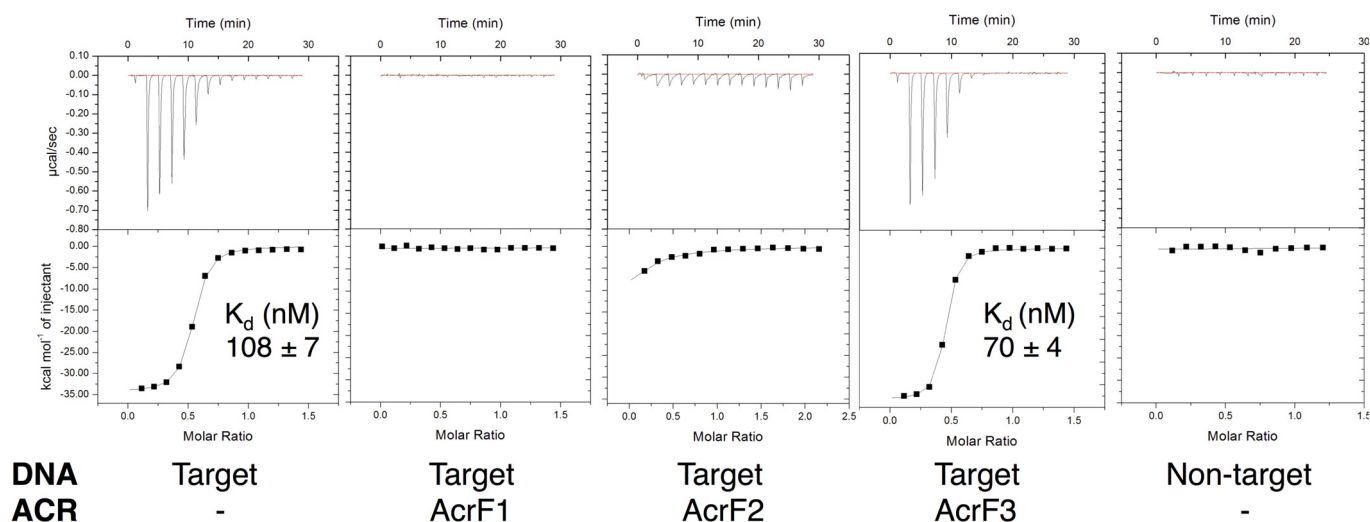 Time (min) Time (min) Time (min) Time (min) Time (min)
0 10 20 30 0 10 20 30 0 10 20 30 0 10 20 30 0 10 20 30
0.10
0.00
-0.10
-0.20
-0.30
-0.40
-0.50
-0.60
-0.70
-0.80
µcal/sec
0.00
-5.00
-10.00
-15.00
-20.00
-25.00
-30.00
-35.00
kcal mol⁻¹ of injectant
Kd (nM)
108 ± 7
Kd (nM)
70 ± 4
0.0 0.5 1.0 1.5 0.0 0.5 1.0 1.5 0.0 0.5 1.0 1.5 2.0 2.5 0.0 0.5 1.0 1.5 0.0 0.5 1.0 1.5
Molar Ratio Molar Ratio Molar Ratio Molar Ratio Molar Ratio
DNA Target Target Target Target Non-target
ACR - AcrF1 AcrF2 AcrF3 -